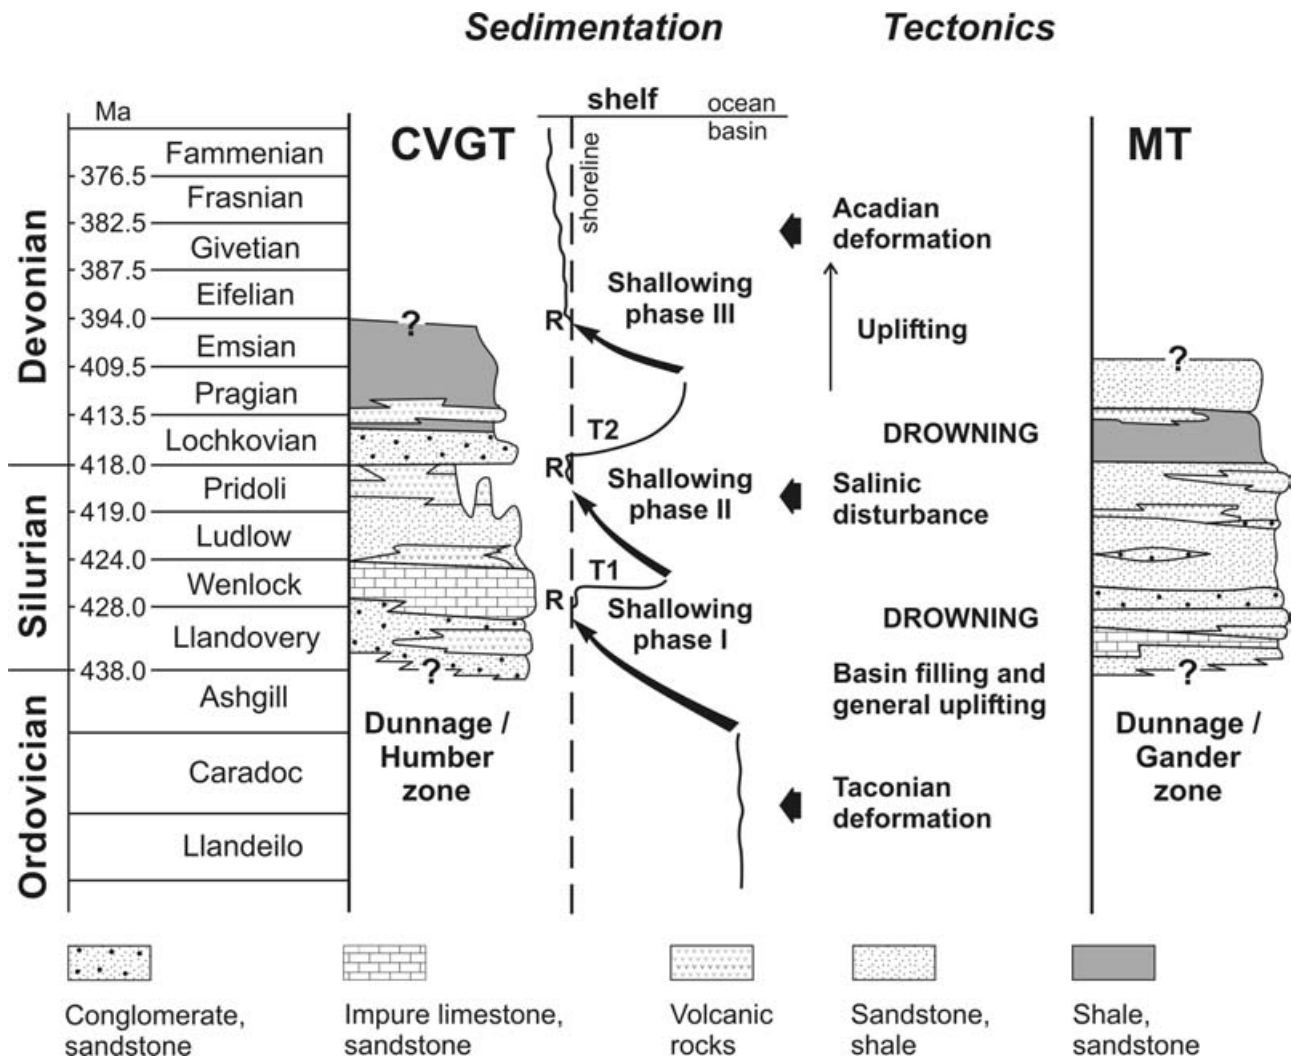 Sedimentation
Tectonics
Ma
CVGT
shelf
ocean
basin
shoreline
MT
Devonian
Silurian
Ordovician
Fammenian
376.5
Frasnian
382.5
Givetian
387.5
Eifelian
394.0
Emsian
409.5
Pragian
413.5
Lochkovian
418.0
Pridoli
419.0
Ludlow
424.0
Wenlock
428.0
Llandovery
438.0
Ashgill
Caradoc
Llandeilo
?
?
Dunnage /
Humber
zone
R
Shallowing
phase III
T2
R
Shallowing
phase II
T1
R
Shallowing
phase I
Acadian
deformation
Uplifting
DROWNING
Salinic
disturbance
DROWNING
Basin filling and
general uplifting
Taconian
deformation
?
?
Dunnage /
Gander
zone
Conglomerate,
sandstone
Impure limestone,
sandstone
Volcanic
rocks
Sandstone,
shale
Shale,
sandstone